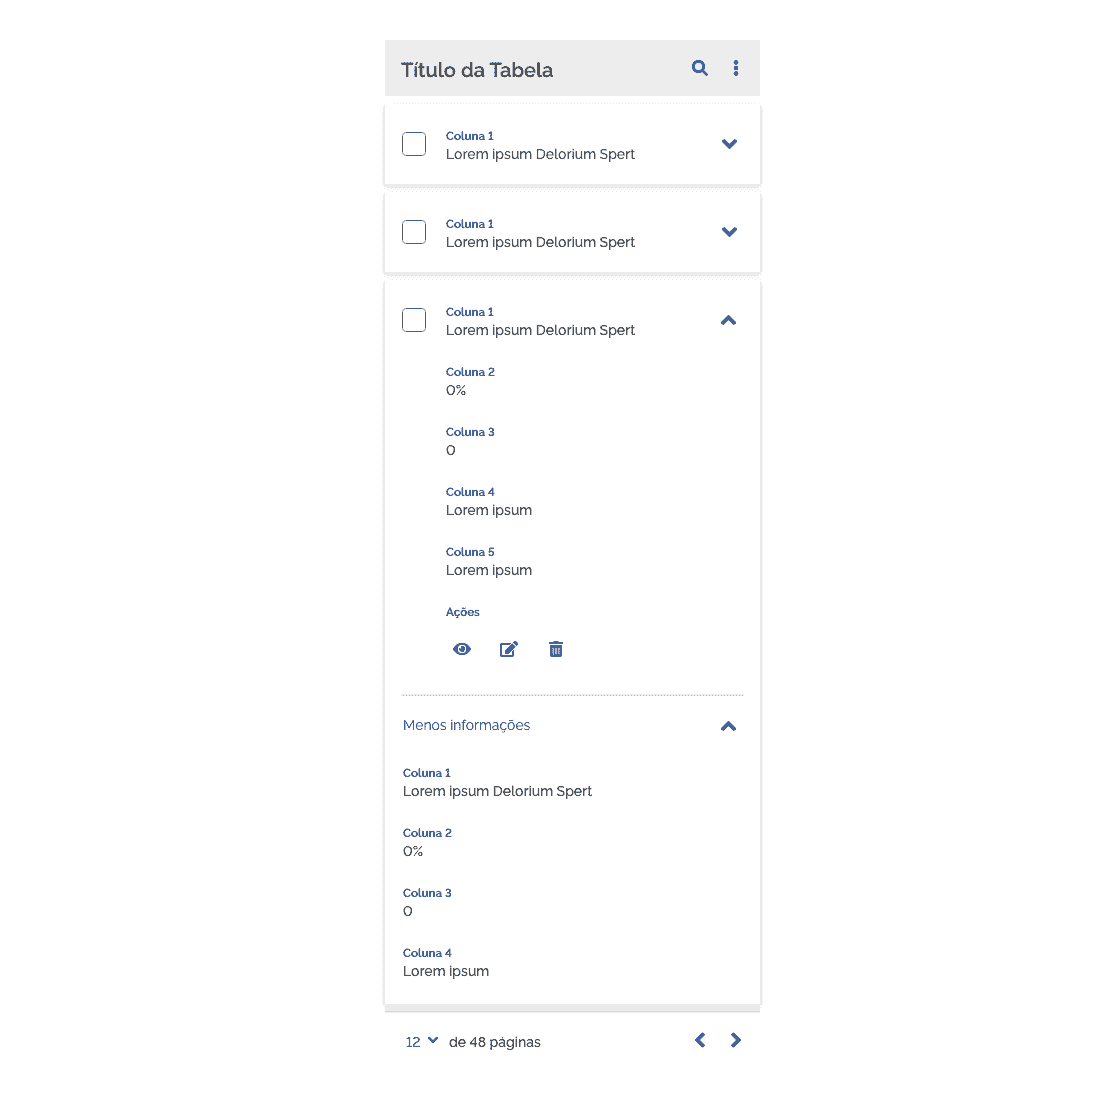 Título da Tabela
Coluna 1
Lorem ipsum Delorium Spert
Coluna 1
Lorem ipsum Delorium Spert
Coluna 1
Lorem ipsum Delorium Spert
Coluna 2
0%
Coluna 3
0
Coluna 4
Lorem ipsum
Coluna 5
Lorem ipsum
Ações
Menos informações
Coluna 1
Lorem ipsum Delorium Spert
Coluna 2
0%
Coluna 3
0
Coluna 4
Lorem ipsum
12 de 48 páginas